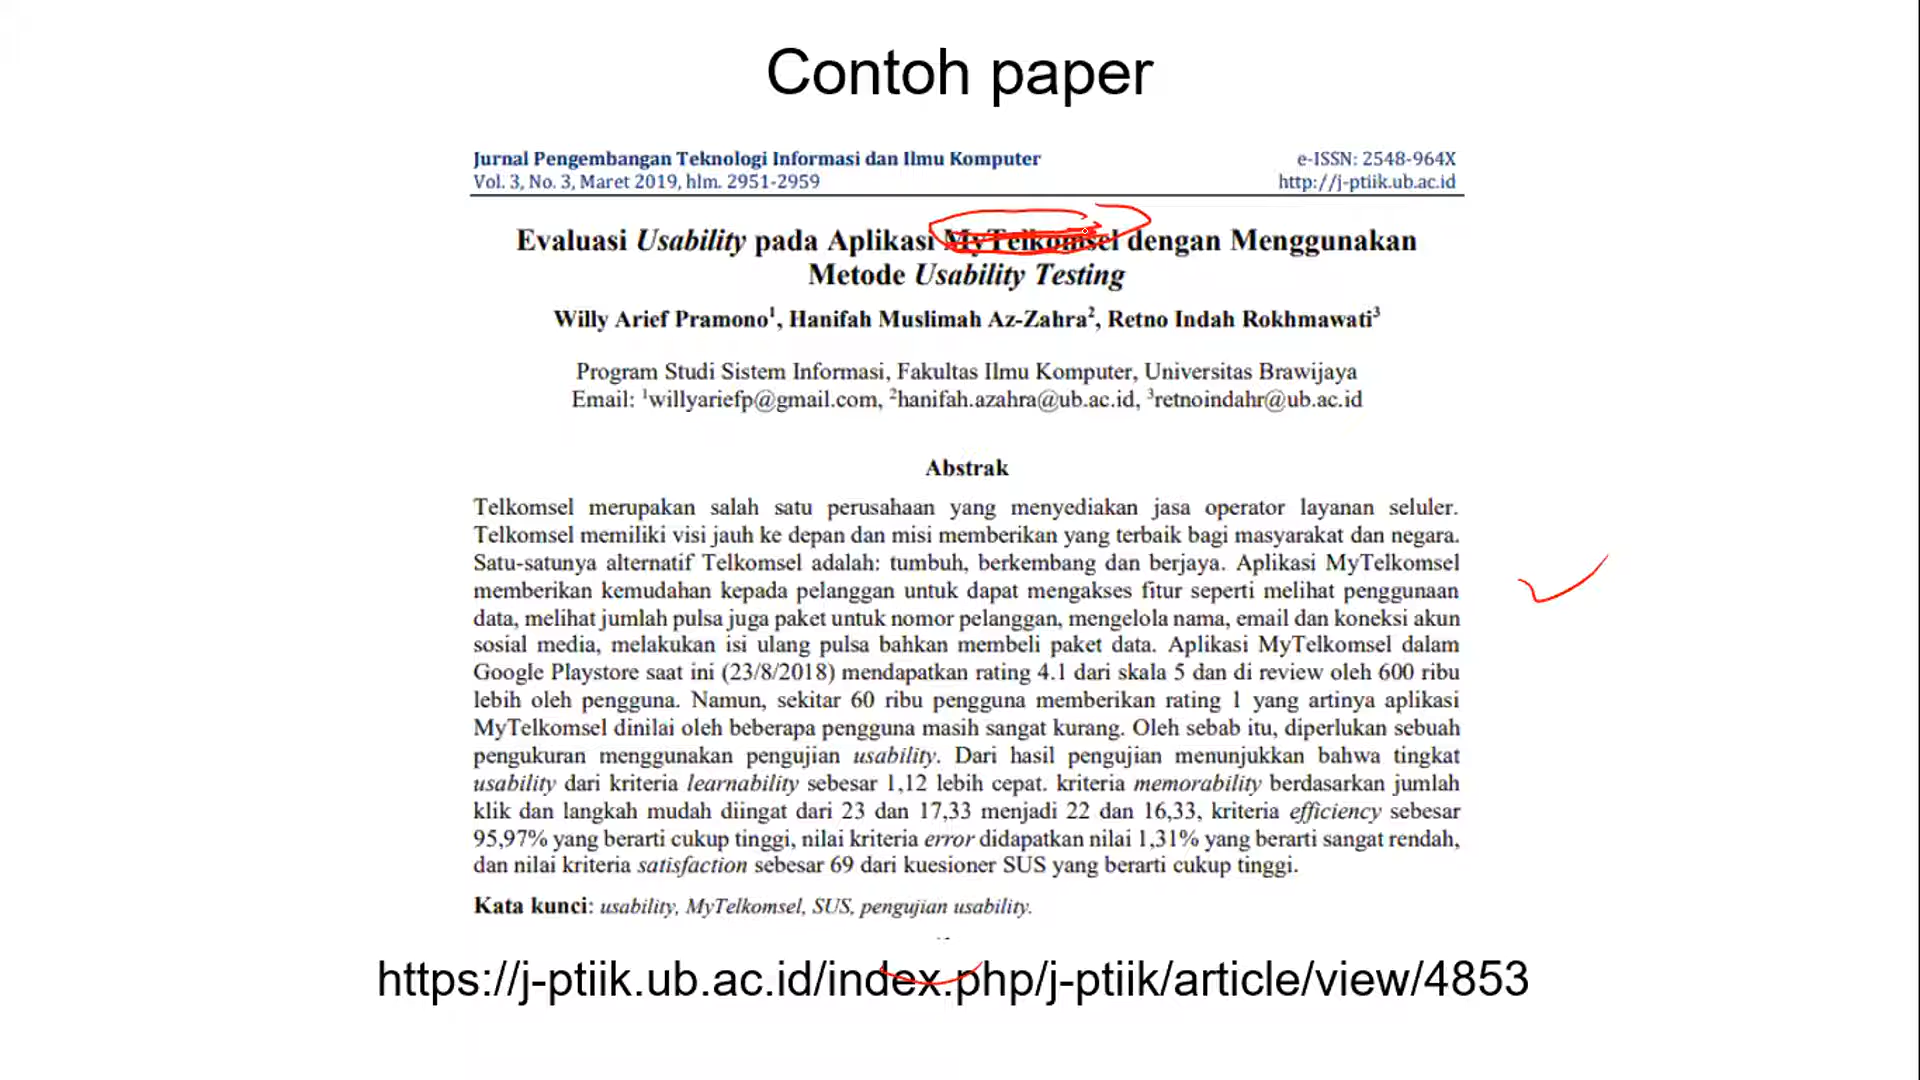 Contoh paper
Jurnal Pengembangan Teknologi Informasi dan Ilmu Komputer e-ISSN: 2548-964X
Vol. 3, No. 3, Maret 2019, hlm. 2951-2959 http://j-ptiik.ub.ac.id
Evaluasi Usability pada Aplikasi MyTelkomsel dengan Menggunakan
Metode Usability Testing
Willy Arief Pramono¹, Hanifah Muslimah Az-Zahra², Retno Indah Rokhmawati³
Program Studi Sistem Informasi, Fakultas Ilmu Komputer, Universitas Brawijaya
Email: ¹willyariefp@gmail.com, ²hanifah.azahra@ub.ac.id, ³retnoindahr@ub.ac.id
Abstrak
Telkomsel merupakan salah satu perusahaan yang menyediakan jasa operator layanan seluler.
Telkomsel memiliki visi jauh ke depan dan misi memberikan yang terbaik bagi masyarakat dan negara.
Satu-satunya alternatif Telkomsel adalah: tumbuh, berkembang dan berjaya. Aplikasi MyTelkomsel
memberikan kemudahan kepada pelanggan untuk dapat mengakses fitur seperti melihat penggunaan
data, melihat jumlah pulsa juga paket untuk nomor pelanggan, mengelola nama, email dan koneksi akun
sosial media, melakukan isi ulang pulsa bahkan membeli paket data. Aplikasi MyTelkomsel dalam
Google Playstore saat ini (23/8/2018) mendapatkan rating 4.1 dari skala 5 dan di review oleh 600 ribu
lebih oleh pengguna. Namun, sekitar 60 ribu pengguna memberikan rating 1 yang artinya aplikasi
MyTelkomsel dinilai oleh beberapa pengguna masih sangat kurang. Oleh sebab itu, diperlukan sebuah
pengukuran menggunakan pengujian usability. Dari hasil pengujian menunjukkan bahwa tingkat
usability dari kriteria learnability sebesar 1,12 lebih cepat. kriteria memorability berdasarkan jumlah
klik dan langkah mudah diingat dari 23 dan 17,33 menjadi 22 dan 16,33, kriteria efficiency sebesar
95,97% yang berarti cukup tinggi, nilai kriteria error didapatkan nilai 1,31% yang berarti sangat rendah,
dan nilai kriteria satisfaction sebesar 69 dari kuesioner SUS yang berarti cukup tinggi.
Kata kunci: usability, MyTelkomsel, SUS, pengujian usability.
https://j-ptiik.ub.ac.id/index.php/j-ptiik/article/view/4853